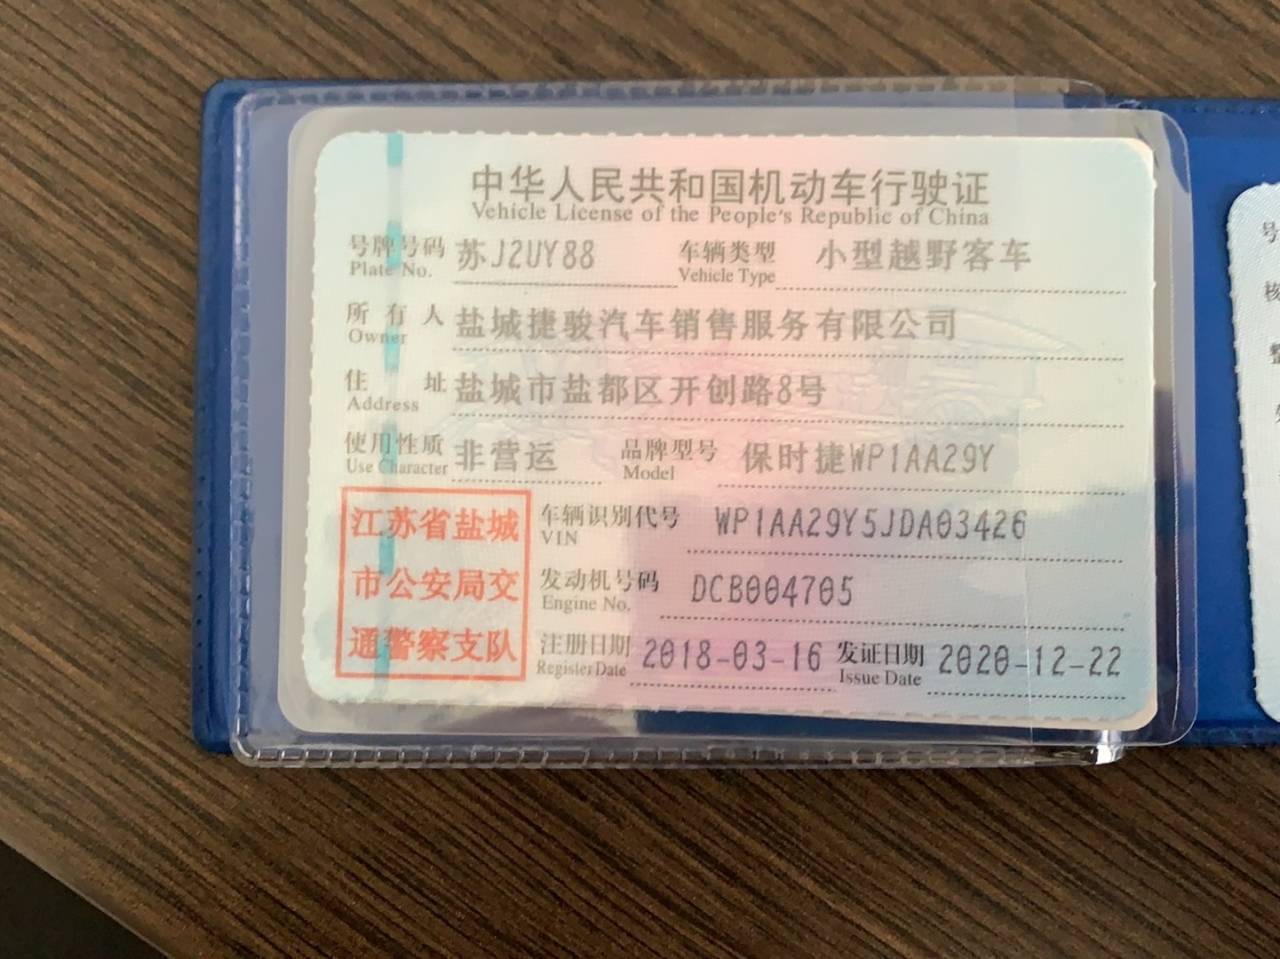 中华人民共和国机动车行驶证
Vehicle License of the People's Republic of China
号牌号码 苏J2UY88 车辆类型 小型越野客车
Plate No. Vehicle Type
所有人 盐城捷骏汽车销售服务有限公司
Owner
住址 盐城市盐都区开创路8号
Address
使用性质 非营运 品牌型号 保时捷WP1AA29Y
Use Character Model
江苏省盐城
市公安局交
通警察支队
车辆识别代号 WP1AA29Y5JDA03426
VIN
发动机号码 DCB004705
Engine No.
注册日期 2018-03-16 发证日期 2020-12-22
Register Date Issue Date
号
核
整